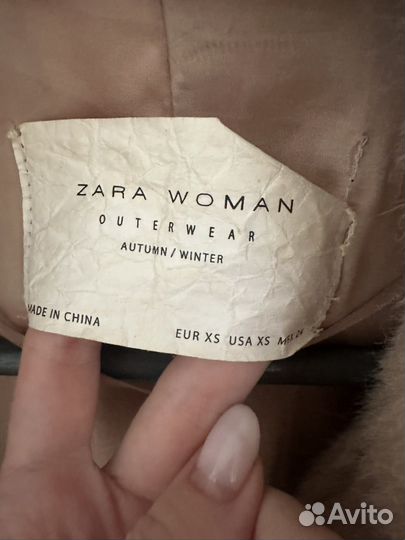 ZARA WOMAN
OUTERWEAR
AUTUMN / WINTER
MADE IN CHINA
EUR XS USA XS
Avito